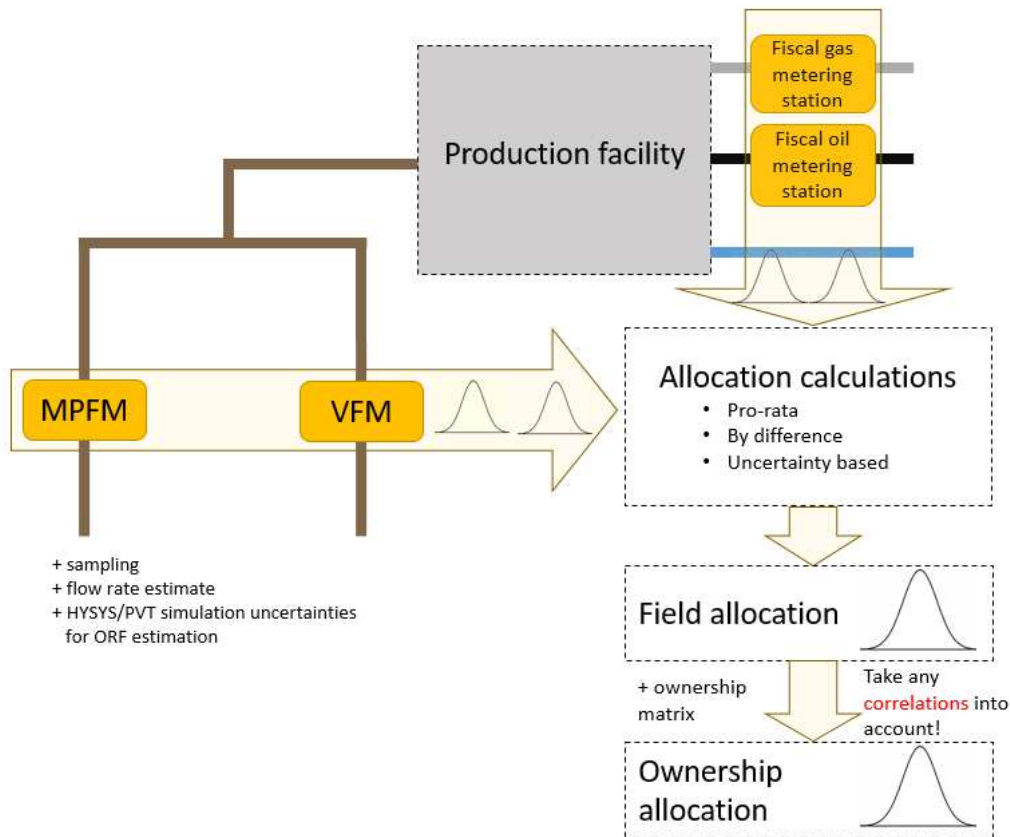 Fiscal gas
metering
station
Production facility
Fiscal oil
metering
station
MPFM
VFM
Allocation calculations
• Pro-rata
• By difference
• Uncertainty based
+ sampling
+ flow rate estimate
+ HYSYS/PVT simulation uncertainties
for ORF estimation
Field allocation
+ ownership
matrix
Take any
correlations into
account!
Ownership
allocation